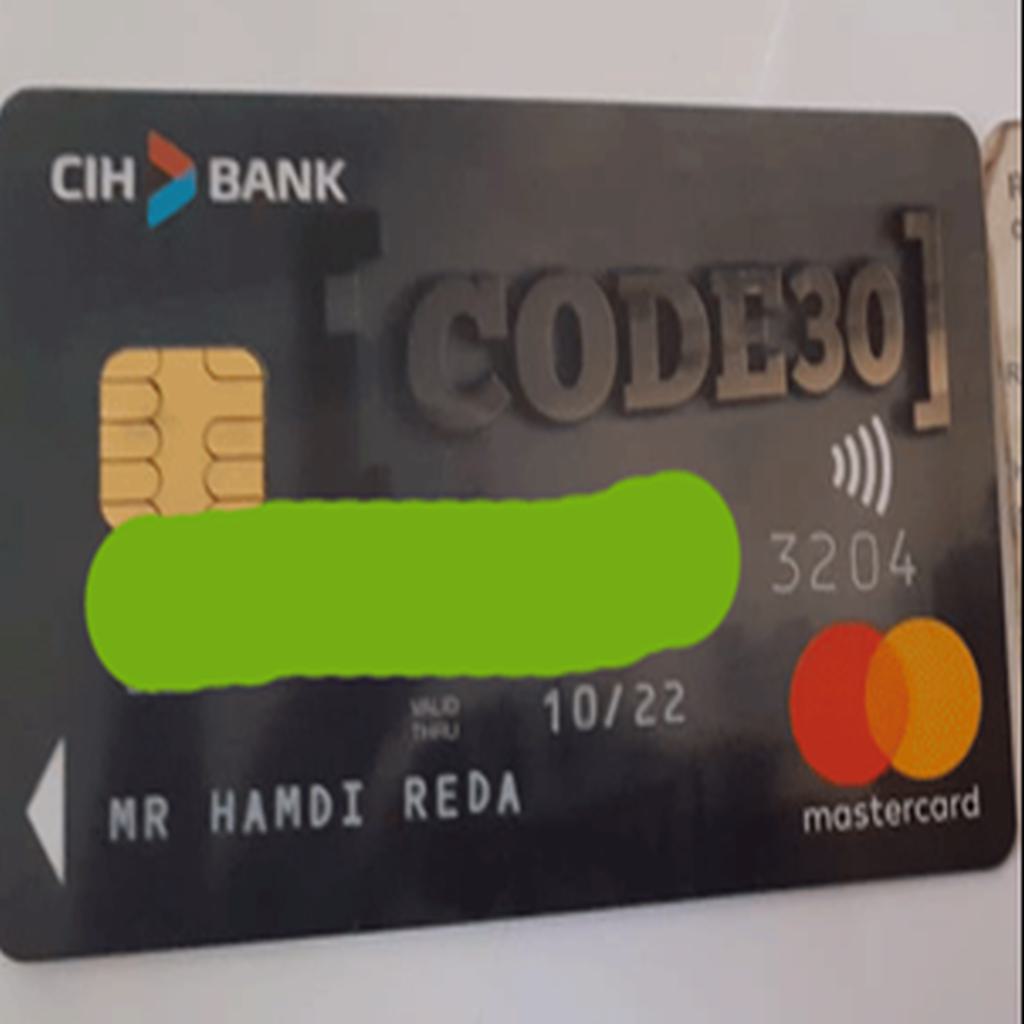 CIH BANK
[CODE30]
3204
VALID THRU 10/22
MR HAMDI REDA
mastercard